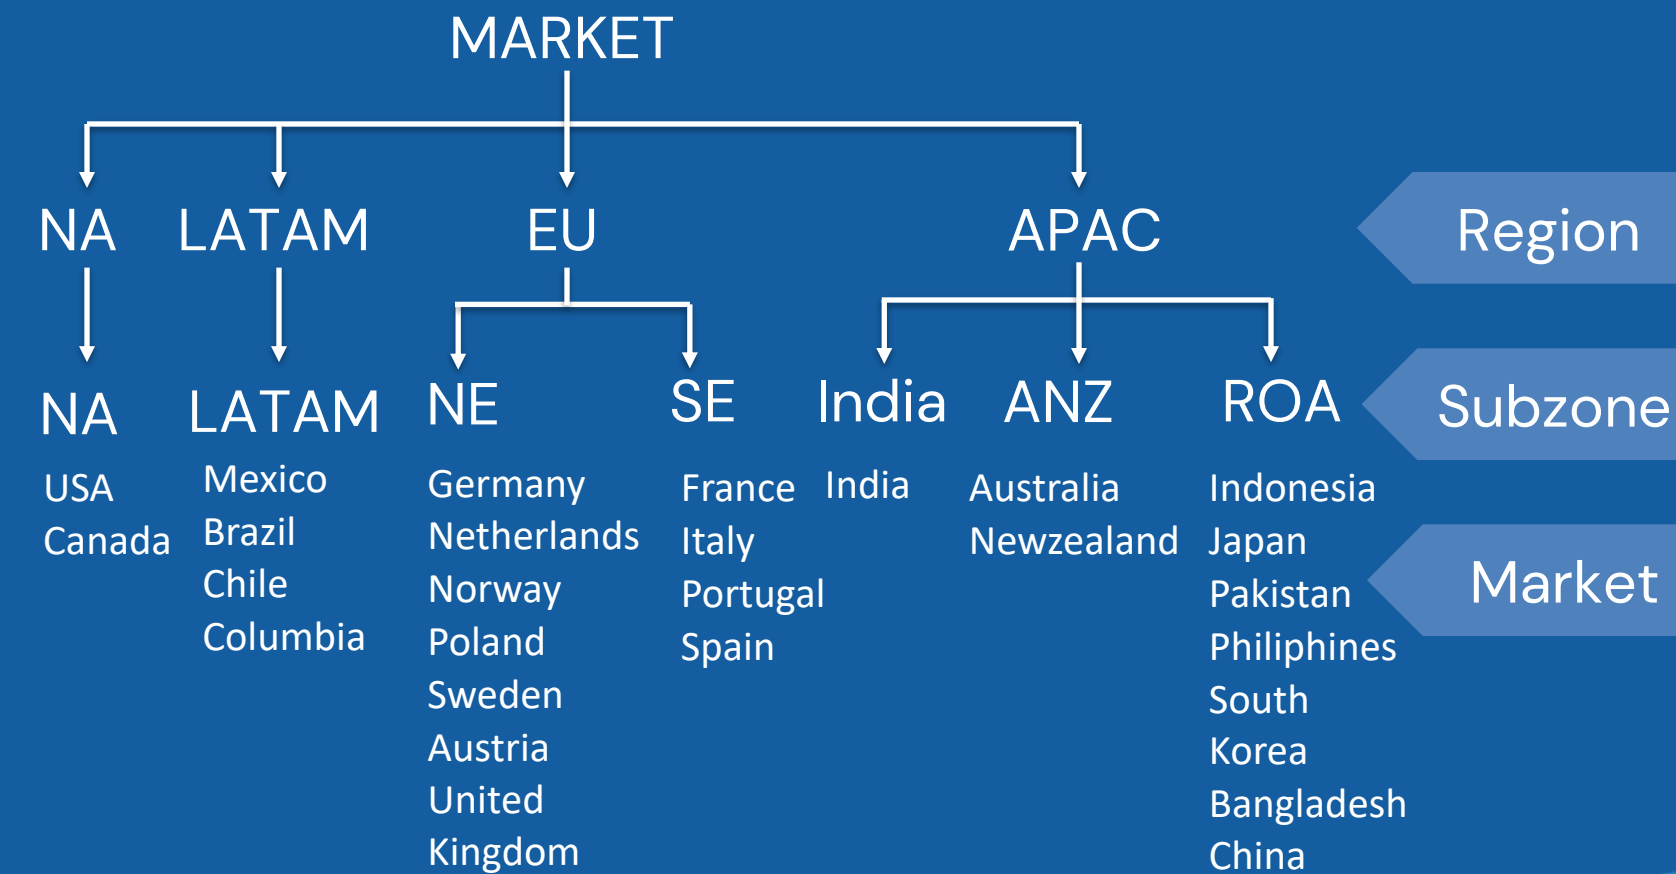 MARKET
NA
LATAM
EU
APAC
Region
NA
LATAM
NE
SE
India
ANZ
ROA
Subzone
USA
Canada
Mexico
Brazil
Chile
Columbia
Germany
Netherlands
Norway
Poland
Sweden
Austria
United
Kingdom
France
Italy
Portugal
Spain
India
Australia
Newzealand
Indonesia
Japan
Pakistan
Philiphines
South
Korea
Bangladesh
China
Market